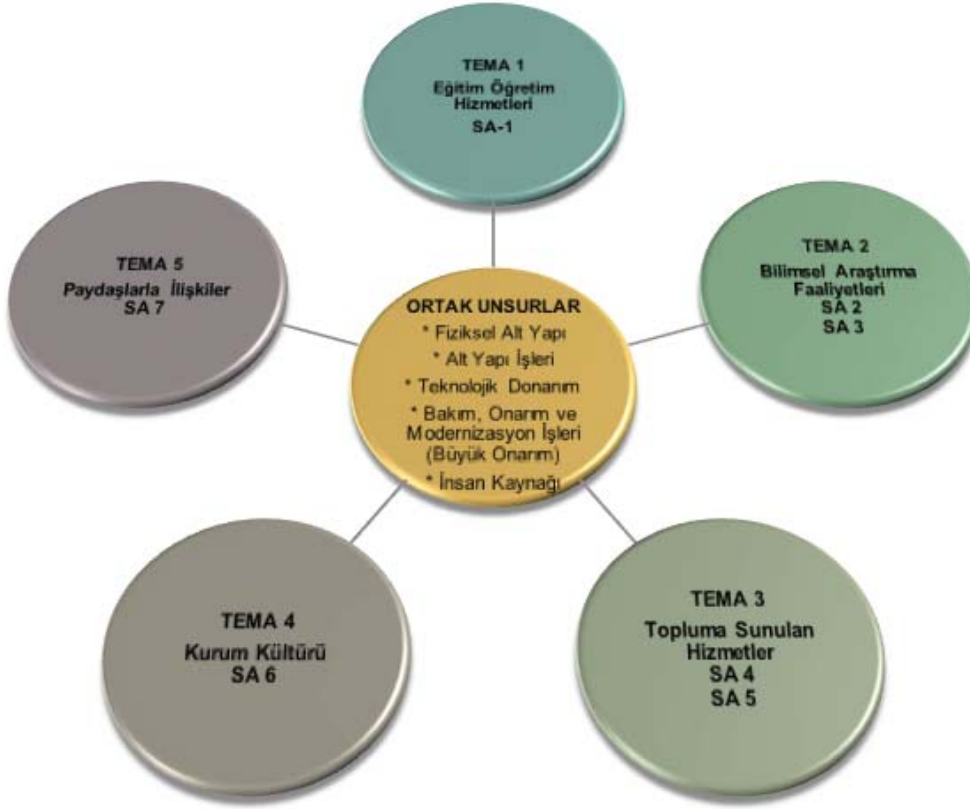 TEMA 1
Eğitim Öğretim
Hizmetleri
SA-1
TEMA 2
Bilimsel Araştırma
Faaliyetleri
SA 2
SA 3
TEMA 5
Paydaşlarla İlişkiler
SA 7
ORTAK UNSURLAR
* Fiziksel Alt Yapı
* Alt Yapı İşleri
* Teknolojik Donanım
* Bakım, Onarım ve
Modernizasyon İşleri
(Büyük Onarım)
* İnsan Kaynağı
TEMA 4
Kurum Kültürü
SA 6
TEMA 3
Topluma Sunulan
Hizmetler
SA 4
SA 5